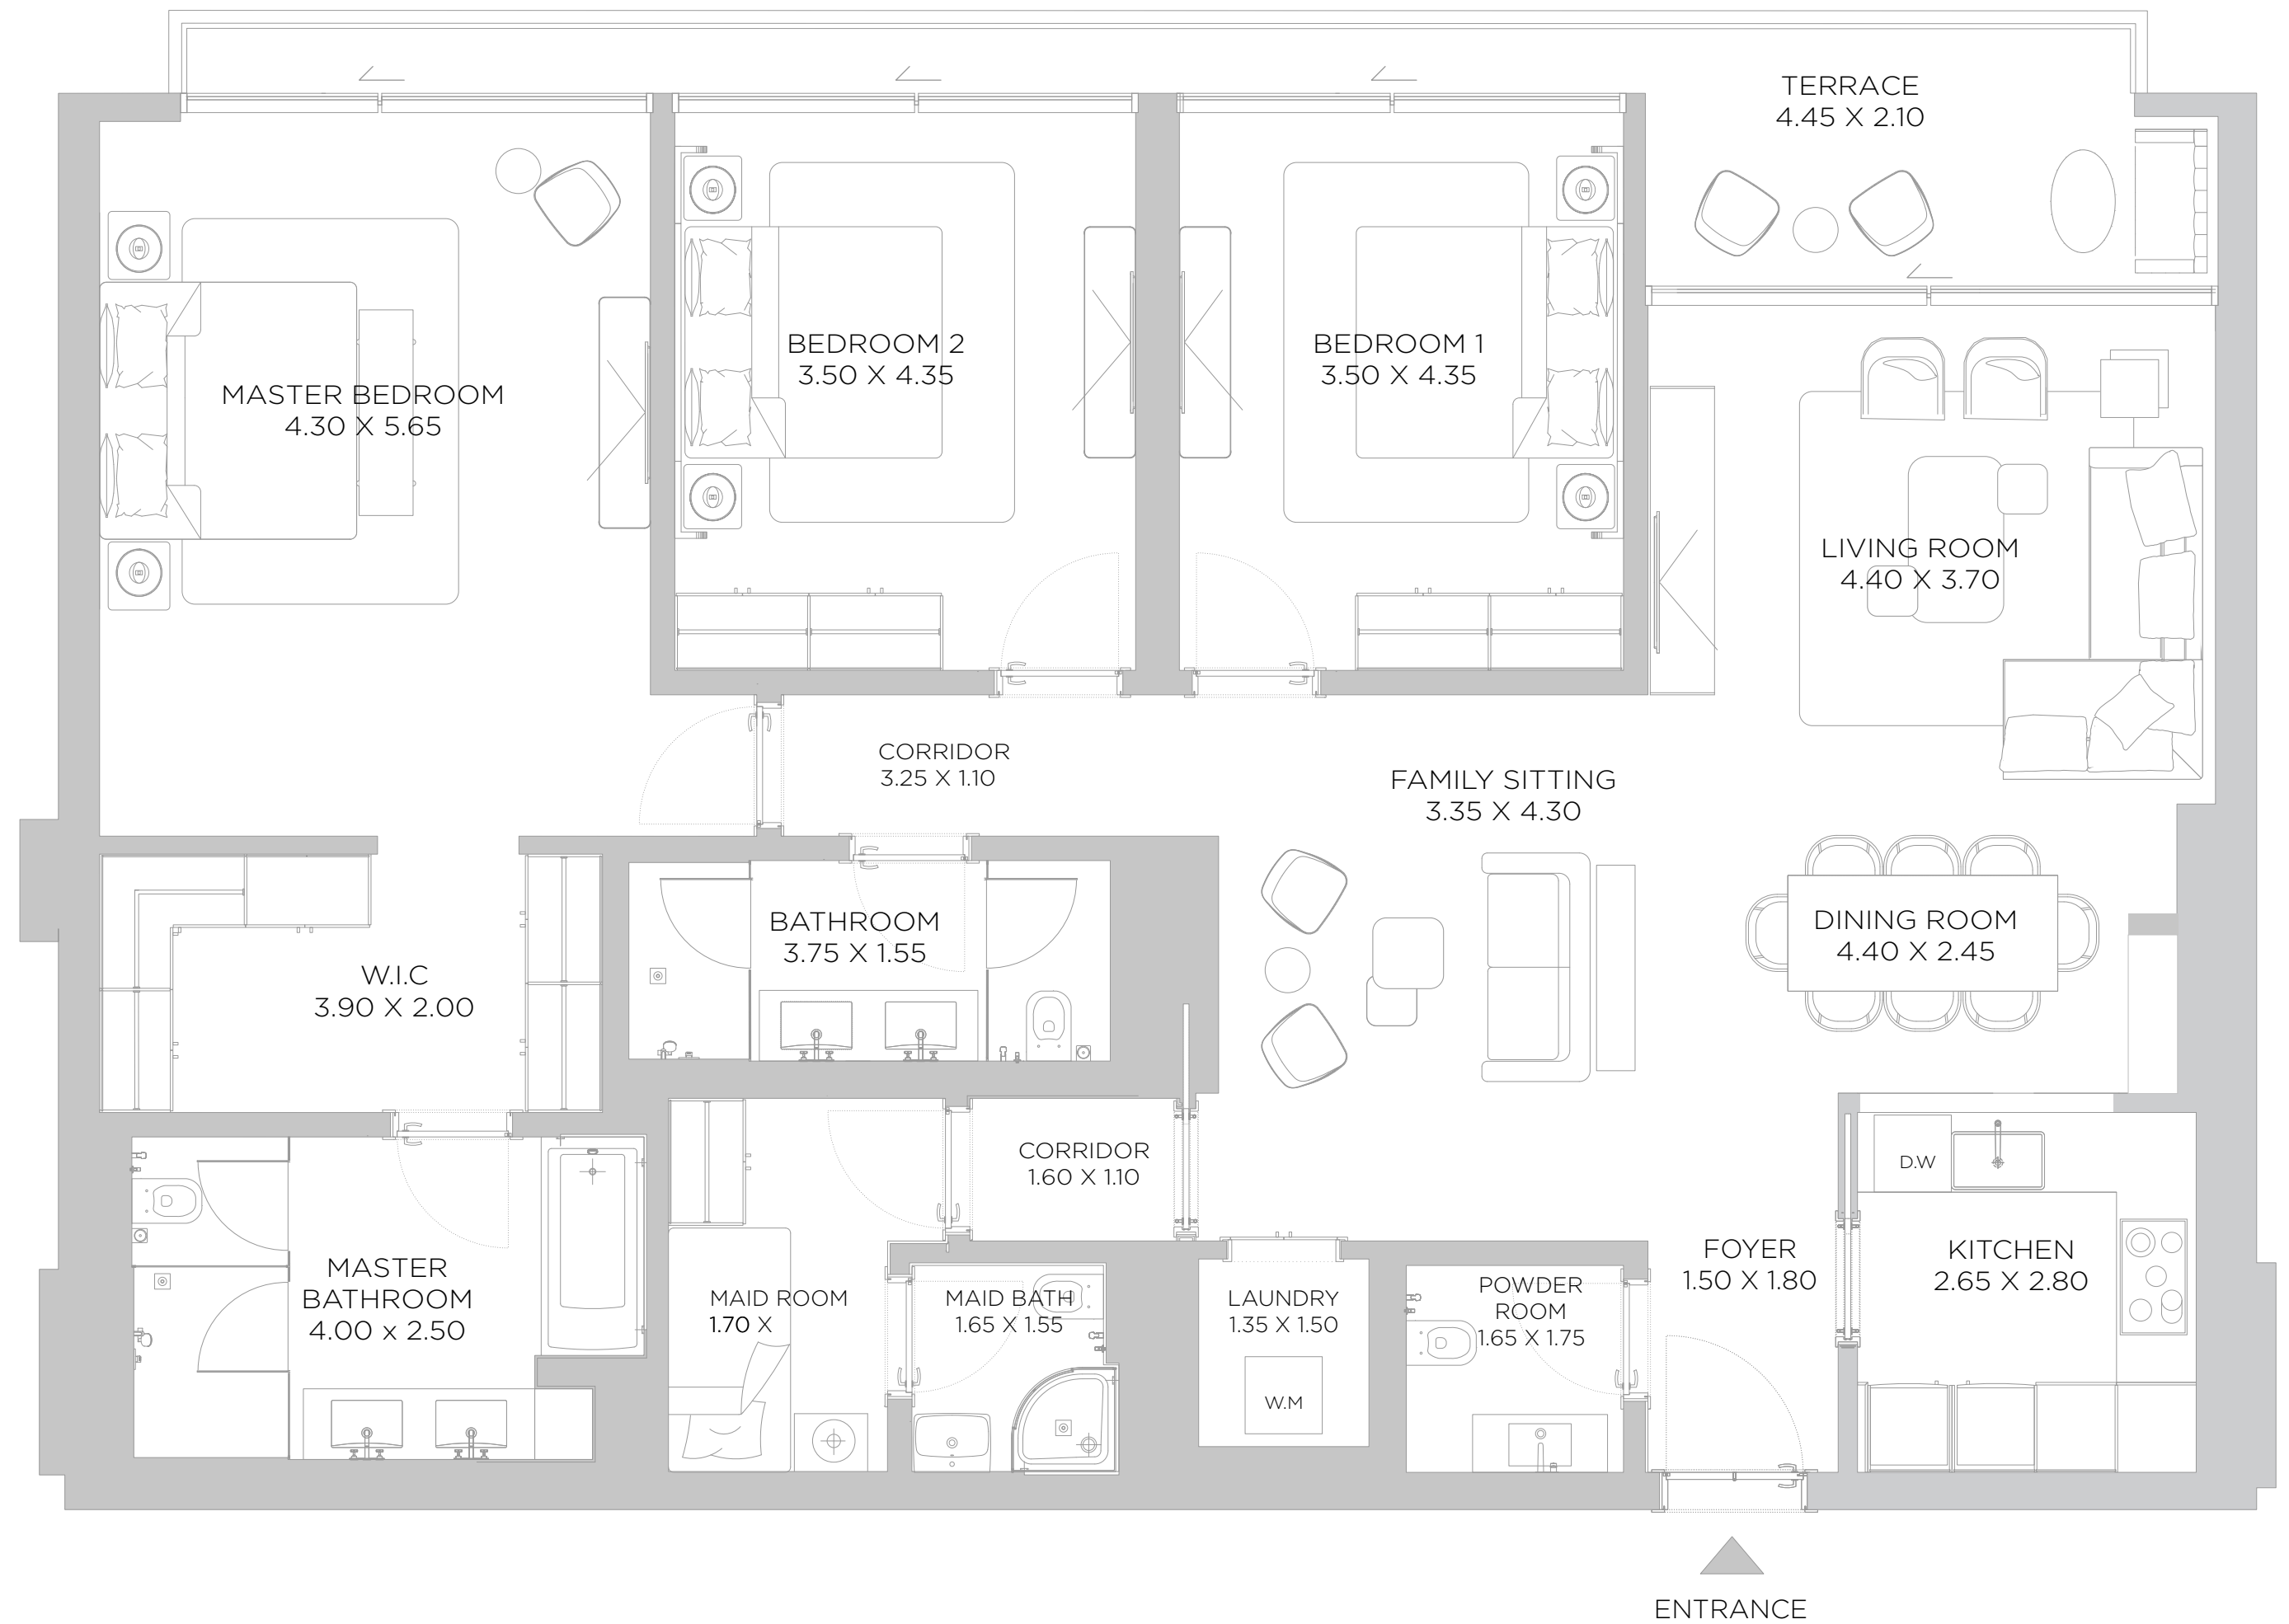 TERRACE
4.45 X 2.10
BEDROOM 2
3.50 X 4.35
BEDROOM 1
3.50 X 4.35
MASTER BEDROOM
4.30 X 5.65
LIVING ROOM
4.40 X 3.70
CORRIDOR
3.25 X 1.10
FAMILY SITTING
3.35 X 4.30
BATHROOM
3.75 X 1.55
DINING ROOM
4.40 X 2.45
W.I.C
3.90 X 2.00
CORRIDOR
1.60 X 1.10
D.W
FOYER
1.50 X 1.80
KITCHEN
2.65 X 2.80
MASTER
BATHROOM
4.00 x 2.50
MAID ROOM
1.70 X
MAID BATH
1.65 X 1.55
LAUNDRY
1.35 X 1.50
POWDER
ROOM
1.65 X 1.75
W.M
ENTRANCE